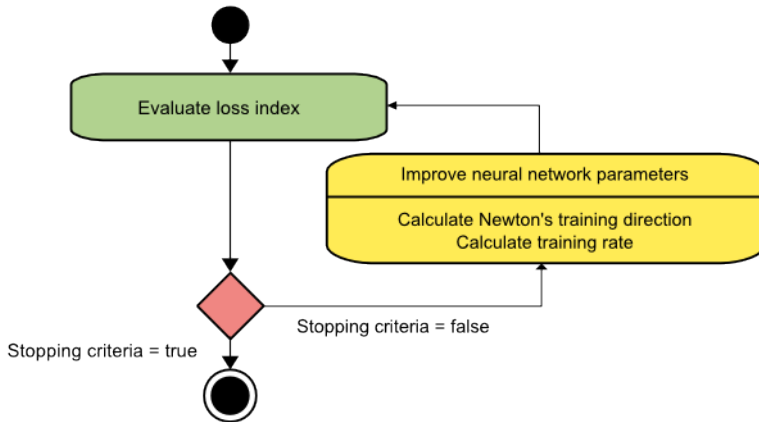 Evaluate loss index
Improve neural network parameters
Calculate Newton's training direction
Calculate training rate
Stopping criteria = false
Stopping criteria = true